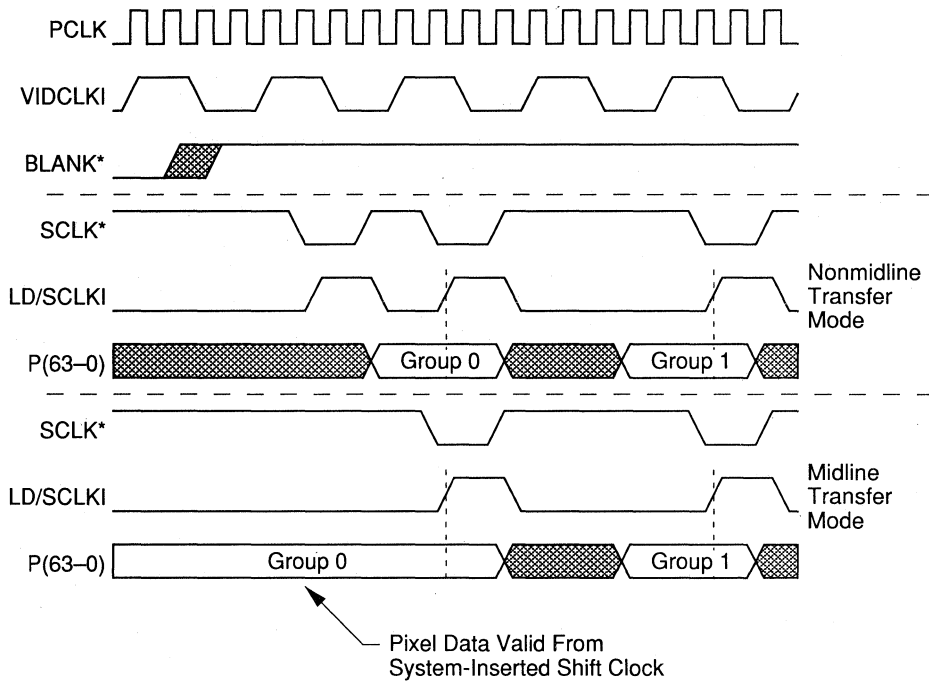 PCLK
VIDCLKI
BLANK*
SCLK*
LD/SCLKI
Nonmidline
Transfer
Mode
P(63–0)
Group 0
Group 1
SCLK*
LD/SCLKI
Midline
Transfer
Mode
P(63–0)
Group 0
Group 1
Pixel Data Valid From
System-Inserted Shift Clock